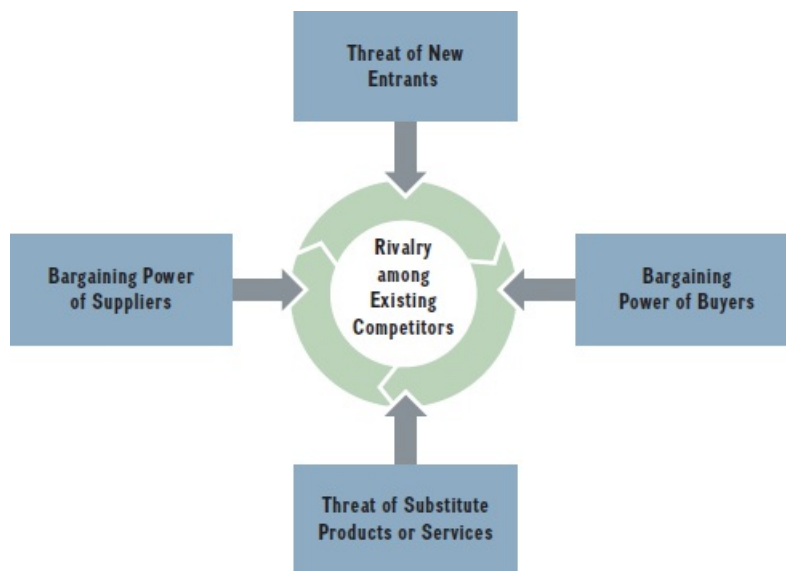 Threat of New
Entrants
Bargaining Power
of Suppliers
Rivalry
among
Existing
Competitors
Bargaining
Power of Buyers
Threat of Substitute
Products or Services